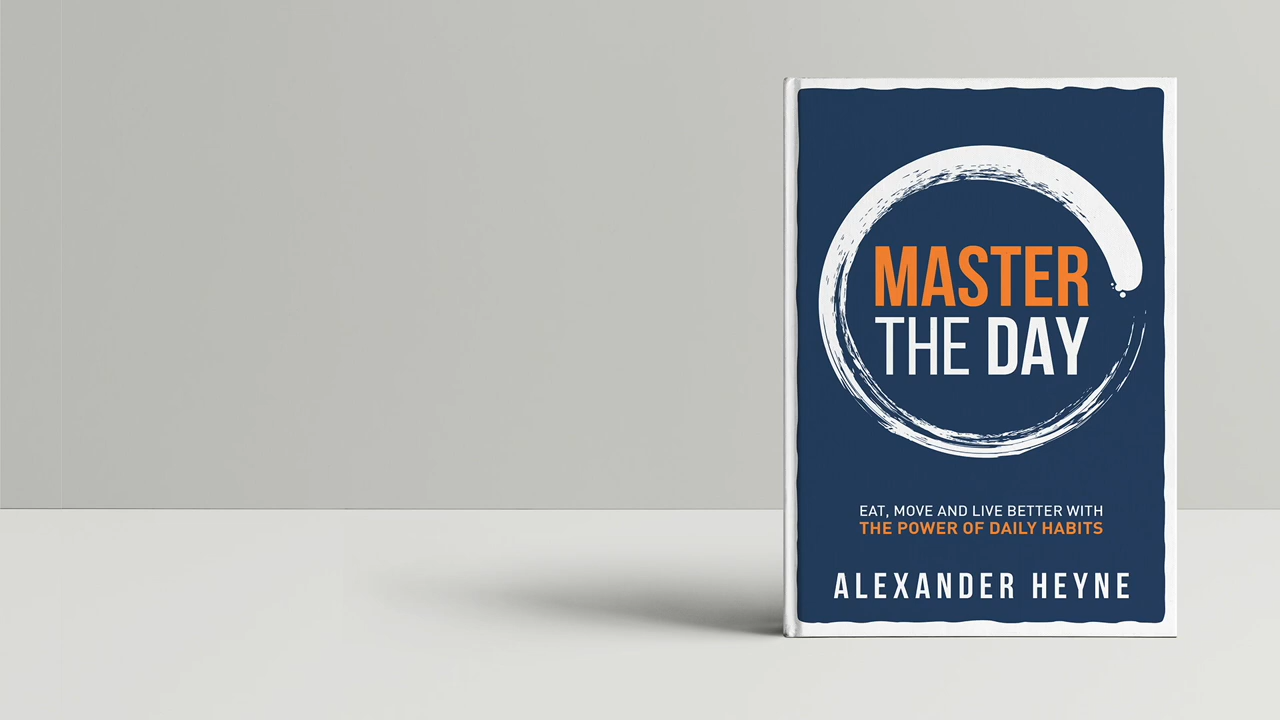 MASTER
THE DAY
EAT, MOVE AND LIVE BETTER WITH
THE POWER OF DAILY HABITS
ALEXANDER HEYNE